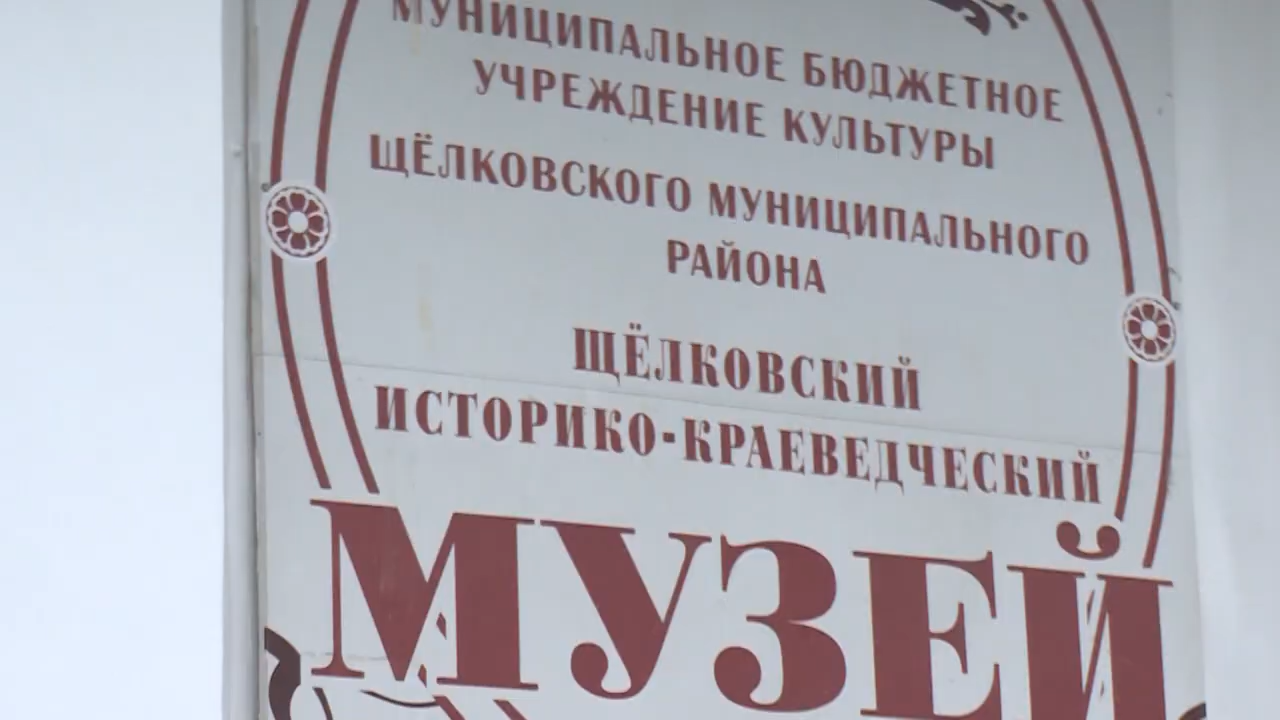 МУНИЦИПАЛЬНОЕ БЮДЖЕТНОЕ
УЧРЕЖДЕНИЕ КУЛЬТУРЫ
ЩЁЛКОВСКОГО МУНИЦИПАЛЬНОГО
РАЙОНА
ЩЁЛКОВСКИЙ
ИСТОРИКО-КРАЕВЕДЧЕСКИЙ
МУЗЕЙ